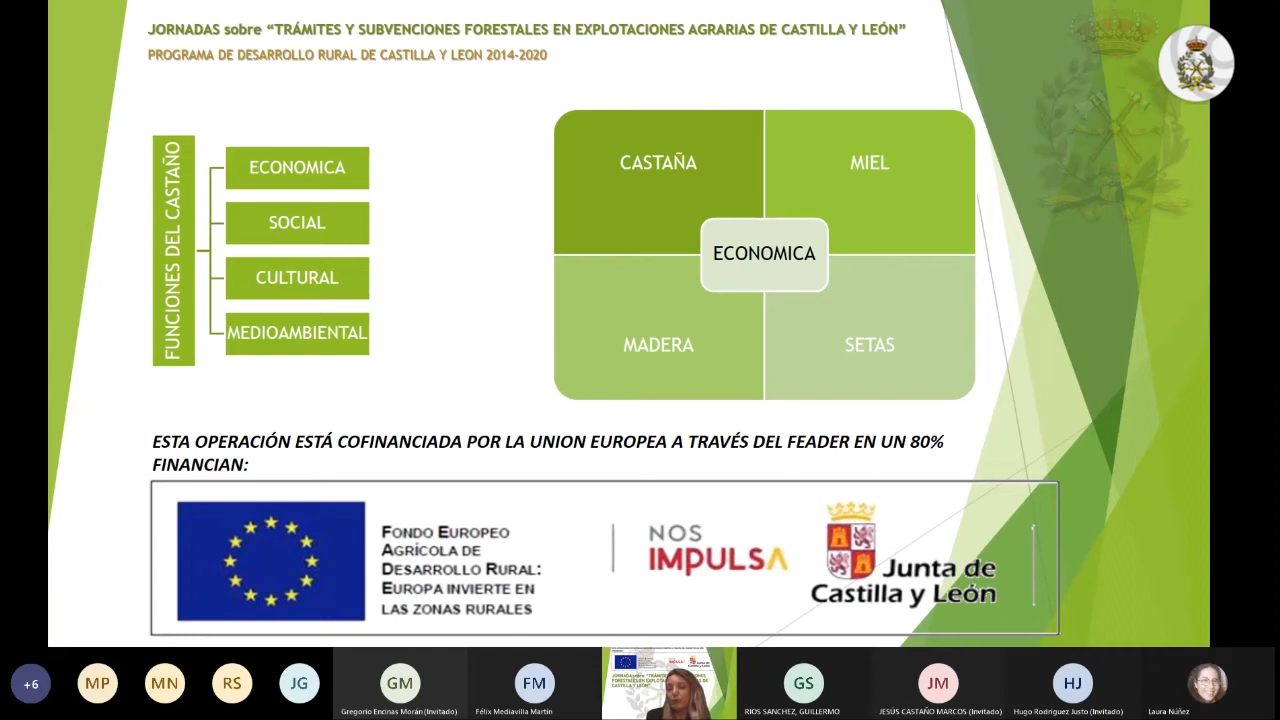 JORNADAS sobre “TRÁMITES Y SUBVENCIONES FORESTALES EN EXPLOTACIONES AGRARIAS DE CASTILLA Y LEÓN”
PROGRAMA DE DESARROLLO RURAL DE CASTILLA Y LEON 2014-2020
FUNCIONES DEL CASTAÑO
ECONOMICA
SOCIAL
CULTURAL
MEDIOAMBIENTAL
CASTAÑA
MIEL
ECONOMICA
MADERA
SETAS
ESTA OPERACIÓN ESTÁ COFINANCIADA POR LA UNION EUROPEA A TRAVÉS DEL FEADER EN UN 80%
FINANCIAN:
FONDO EUROPEO
AGRÍCOLA DE
DESARROLLO RURAL:
EUROPA INVIERTE EN
LAS ZONAS RURALES
NOS
IMPULSA
Junta de
Castilla y León
+6
MP
MN
RS
JG
GM
FM
GS
JM
HJ
Gregorio Encinas Morán (Invitado)
Félix Mediavilla Martín
RIOS SANCHEZ, GUILLERMO
JESÚS CASTAÑO MARCOS (Invitado)
Hugo Rodriguez Justo (Invitado)
Laura Núñez